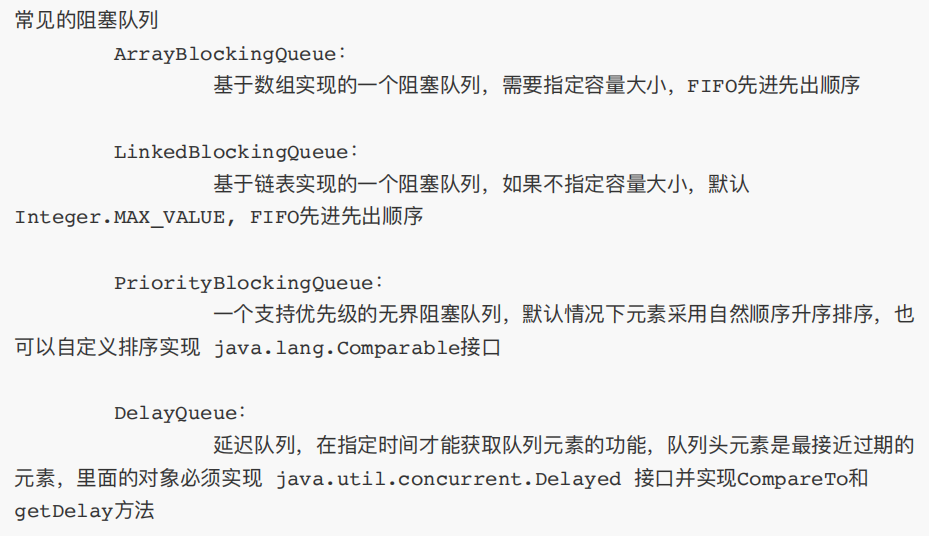 常见的阻塞队列
ArrayBlockingQueue：
基于数组实现的一个阻塞队列，需要指定容量大小，FIFO先进先出顺序
LinkedBlockingQueue：
基于链表实现的一个阻塞队列，如果不指定容量大小，默认
Integer.MAX_VALUE, FIFO先进先出顺序
PriorityBlockingQueue：
一个支持优先级的无界阻塞队列，默认情况下元素采用自然顺序升序排序，也
可以自定义排序实现 java.lang.Comparable接口
DelayQueue：
延迟队列，在指定时间才能获取队列元素的功能，队列头元素是最接近过期的
元素，里面的对象必须实现 java.util.concurrent.Delayed 接口并实现CompareTo和
getDelay方法